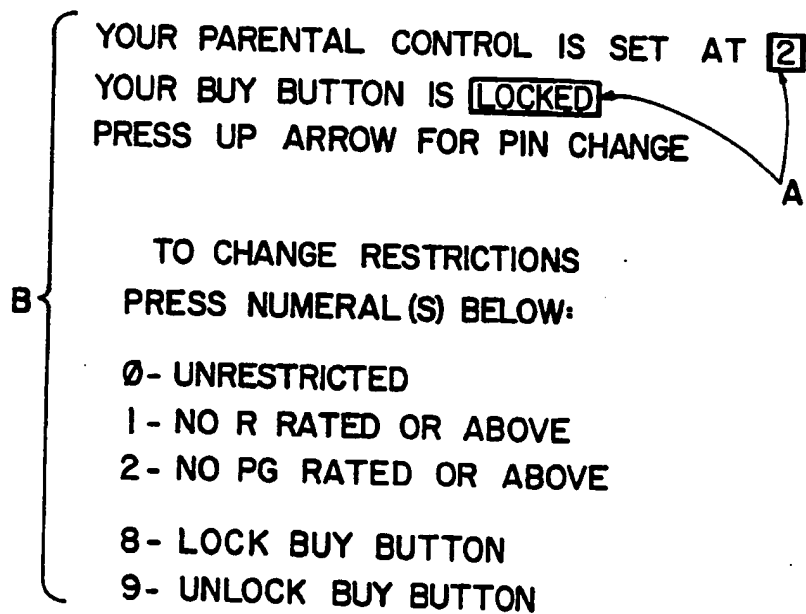 YOUR PARENTAL CONTROL IS SET AT 2
YOUR BUY BUTTON IS LOCKED
PRESS UP ARROW FOR PIN CHANGE
A
TO CHANGE RESTRICTIONS
B
PRESS NUMERAL(S) BELOW:
Ø- UNRESTRICTED
1- NO R RATED OR ABOVE
2- NO PG RATED OR ABOVE
8- LOCK BUY BUTTON
9- UNLOCK BUY BUTTON